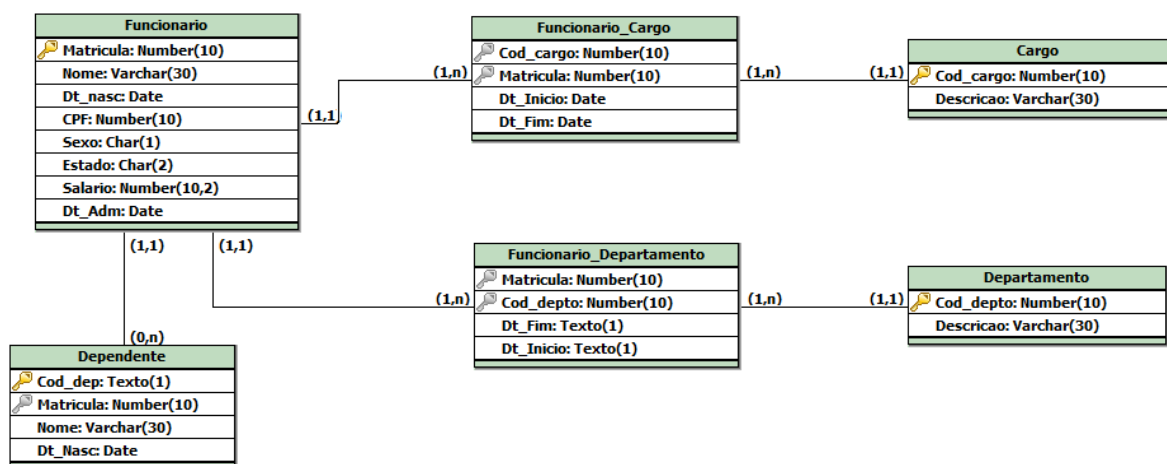 Funcionario
Matricula: Number(10)
Nome: Varchar(30)
Dt_nasc: Date
CPF: Number(10)
Sexo: Char(1)
Estado: Char(2)
Salario: Number(10,2)
Dt_Adm: Date
(1,1)
(1,n)
Funcionario_Cargo
Cod_cargo: Number(10)
Matricula: Number(10)
Dt_Inicio: Date
Dt_Fim: Date
(1,n)
(1,1)
Cargo
Cod_cargo: Number(10)
Descricao: Varchar(30)
(1,1)
(1,1)
(1,n)
Funcionario_Departamento
Matricula: Number(10)
Cod_depto: Number(10)
Dt_Fim: Texto(1)
Dt_Inicio: Texto(1)
(1,n)
(1,1)
Departamento
Cod_depto: Number(10)
Descricao: Varchar(30)
(0,n)
Dependente
Cod_dep: Texto(1)
Matricula: Number(10)
Nome: Varchar(30)
Dt_Nasc: Date